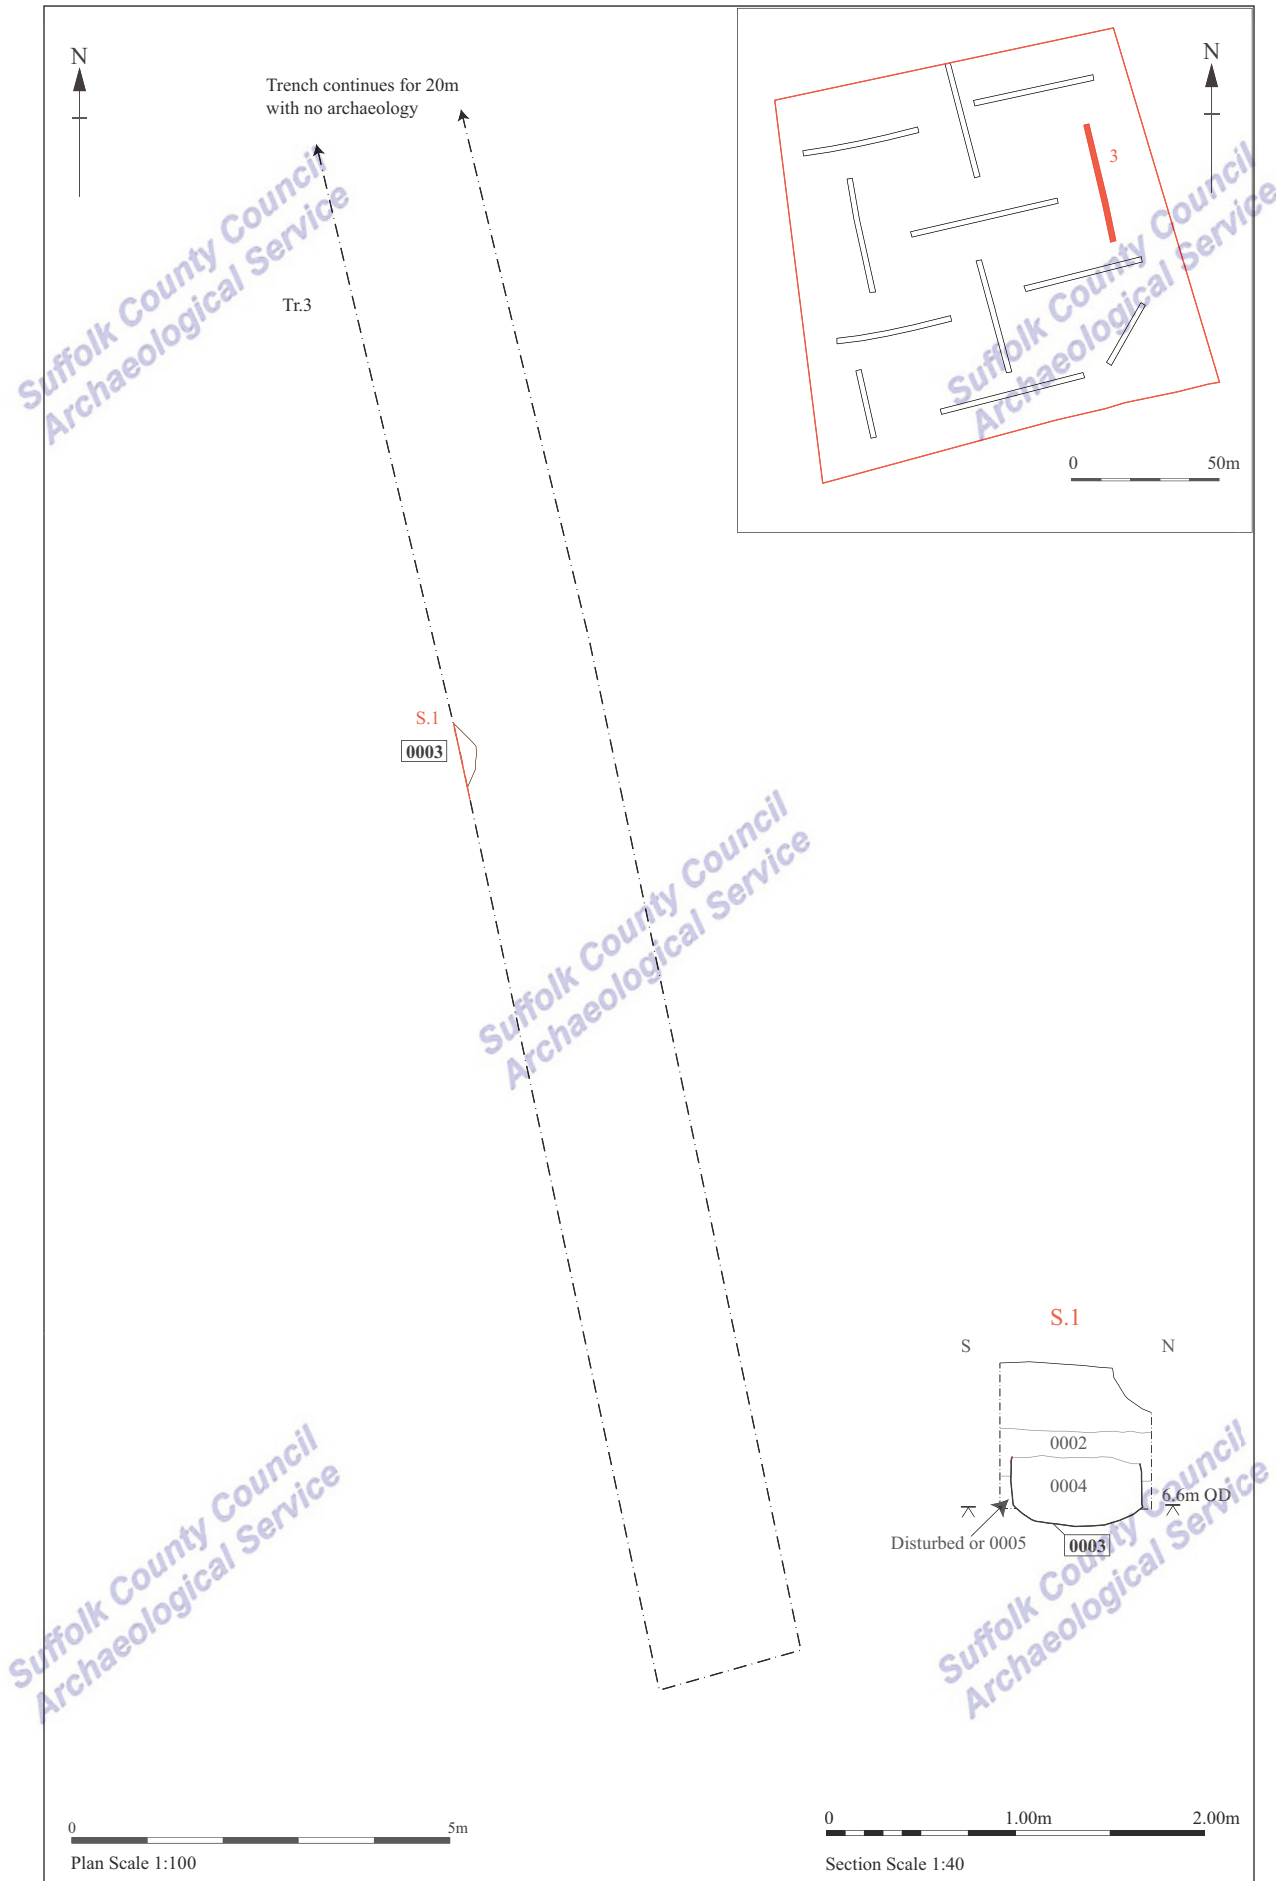 N
Trench continues for 20m
with no archaeology
Tr.3
N
3
0
50m
Suffolk County Council
Archaeological Service
Suffolk County Council
Archaeological Service
S.1
0003
Suffolk County Council
Archaeological Service
S.1
S
N
0002
0004
6.6m OD
Disturbed or 0005
0003
Suffolk County Council
Archaeological Service
Suffolk County Council
Archaeological Service
0
5m
Plan Scale 1:100
0
1.00m
2.00m
Section Scale 1:40